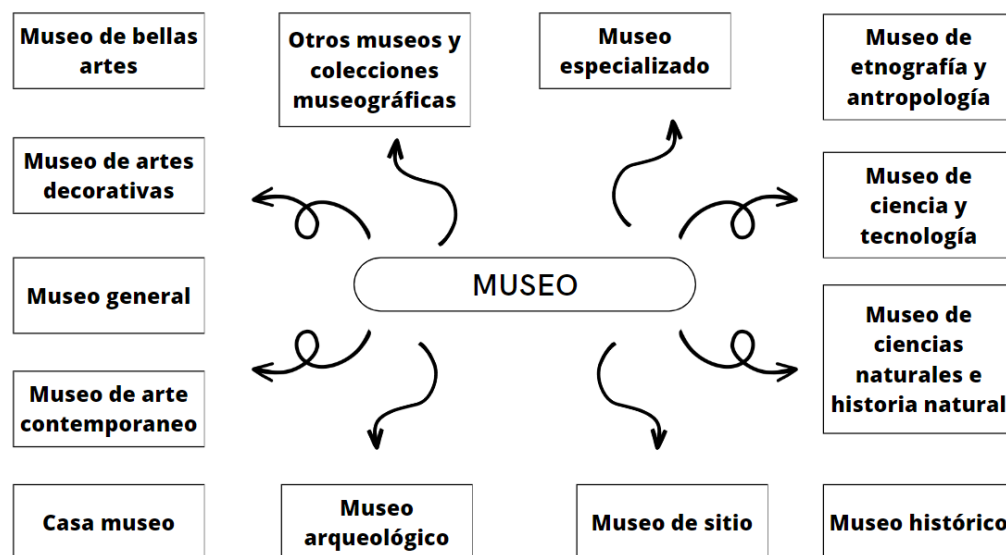 Museo de bellas
artes
Otros museos y
colecciones
museográficas
Museo
especializado
Museo de
etnografía y
antropología
Museo de artes
decorativas
Museo de
ciencia y
tecnología
MUSEO
Museo general
Museo de
ciencias
naturales e
historia natural
Museo de arte
contemporaneo
Casa museo
Museo
arqueológico
Museo de sitio
Museo histórico